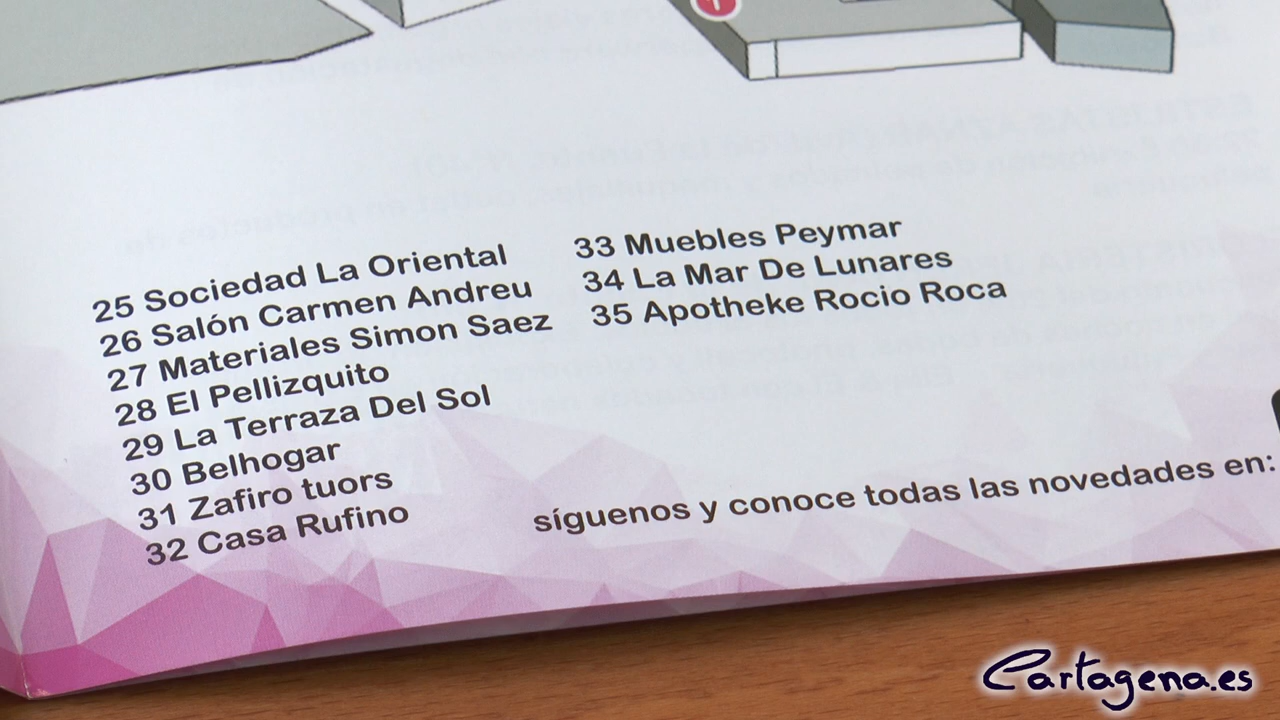 25 Sociedad La Oriental
26 Salón Carmen Andreu
27 Materiales Simon Saez
28 El Pellizquito
29 La Terraza Del Sol
30 Belhogar
31 Zafiro tuors
32 Casa Rufino
33 Muebles Peymar
34 La Mar De Lunares
35 Apotheke Rocio Roca
síguenos y conoce todas las novedades en:
Cartagena.es